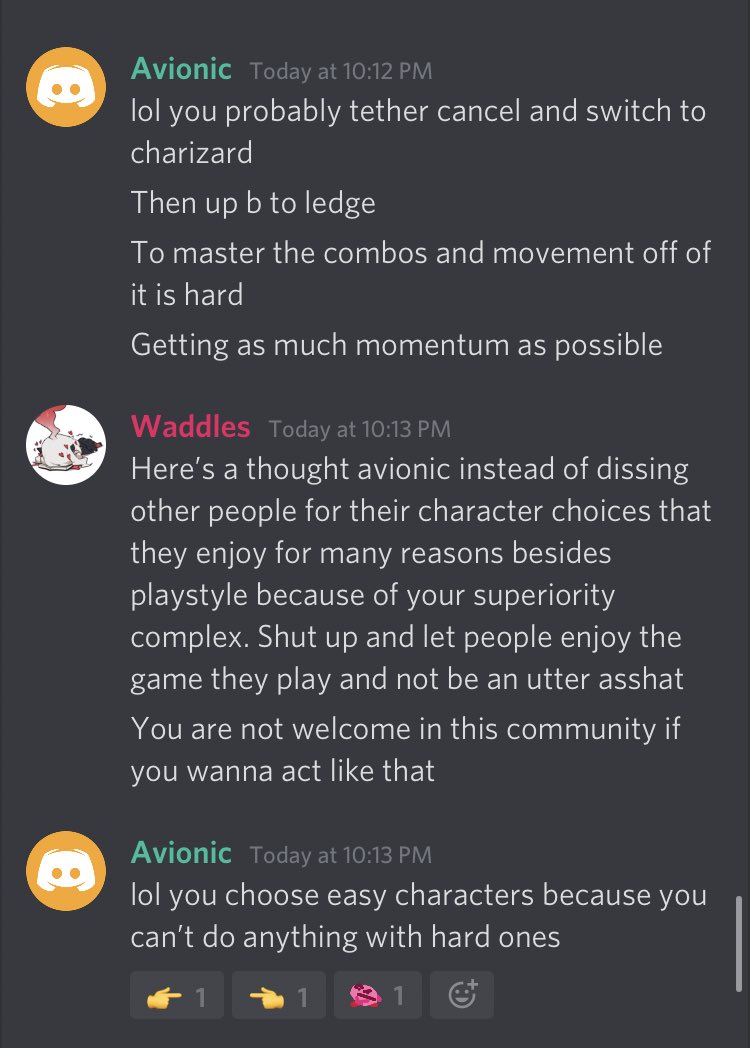 Avionic Today at 10:12 PM
lol you probably tether cancel and switch to
charizard
Then up b to ledge
To master the combos and movement off of
it is hard
Getting as much momentum as possible
Waddles Today at 10:13 PM
Here's a thought avionic instead of dissing
other people for their character choices that
they enjoy for many reasons besides
playstyle because of your superiority
complex. Shut up and let people enjoy the
game they play and not be an utter asshat
You are not welcome in this community if
you wanna act like that
Avionic Today at 10:13 PM
lol you choose easy characters because you
can't do anything with hard ones
👉 1 👈 1 1